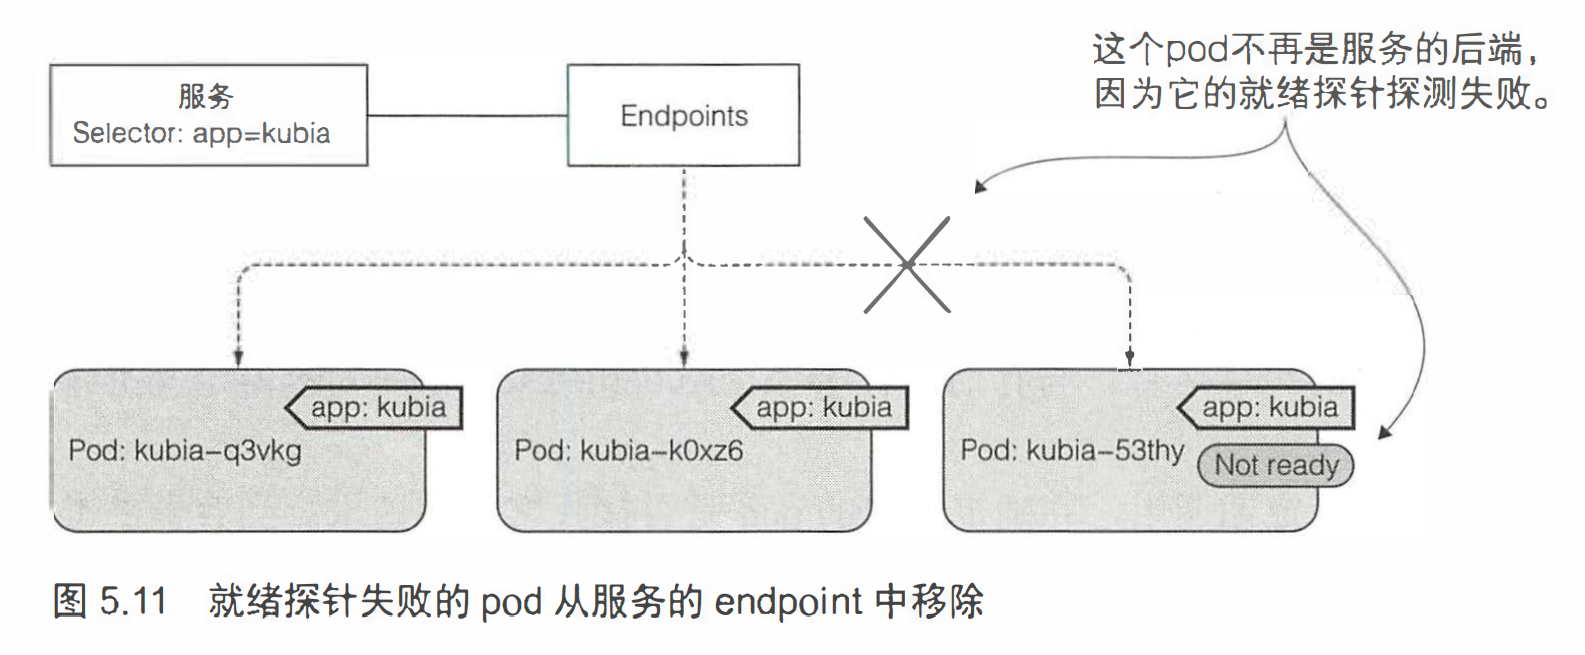 这个pod不再是服务的后端，
因为它的就绪探针探测失败。
服务
Selector: app=kubia
Endpoints
app: kubia
Pod: kubia-q3vkg
app: kubia
Pod: kubia-k0xz6
app: kubia
Pod: kubia-53thy
Not ready
图 5.11 就绪探针失败的 pod 从服务的 endpoint 中移除